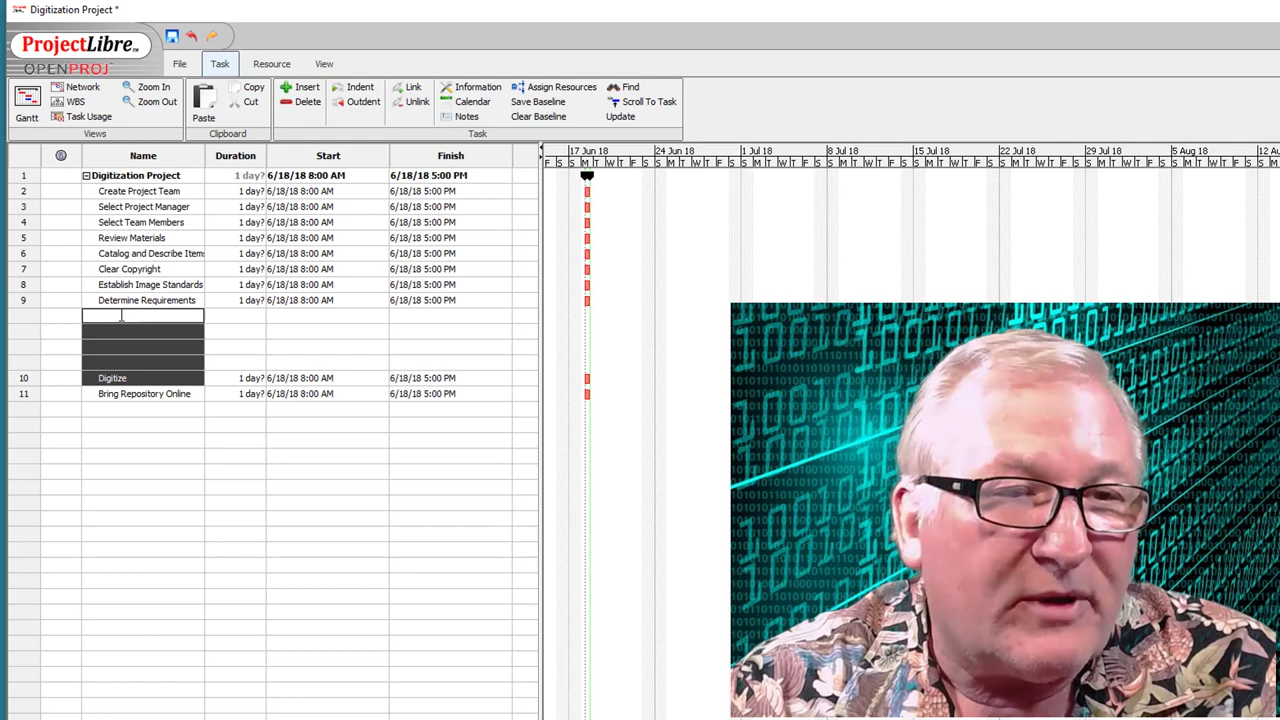 Digitization Project *
ProjectLibre™
OPENPROJ
File Task Resource View
Network Zoom In Copy Insert Indent Link Information Assign Resources Find
WBS Zoom Out Cut Delete Outdent Unlink Calendar Save Baseline Scroll To Task
Gantt Task Usage Paste Notes Clear Baseline Update
Views Clipboard Task
Name Duration Start Finish
17 Jun 18 24 Jun 18 1 Jul 18 8 Jul 18 15 Jul 18 22 Jul 18 29 Jul 18 5 Aug 18 12 Au
F S S M T W T F S S M T W T F S S M T W T F S S M T W T F S S M T W T F S S M T W T F S S M T W T F S S M T W T F S S M T W T F S S M
1 Digitization Project 1 day? 6/18/18 8:00 AM 6/18/18 5:00 PM
2 Create Project Team 1 day? 6/18/18 8:00 AM 6/18/18 5:00 PM
3 Select Project Manager 1 day? 6/18/18 8:00 AM 6/18/18 5:00 PM
4 Select Team Members 1 day? 6/18/18 8:00 AM 6/18/18 5:00 PM
5 Review Materials 1 day? 6/18/18 8:00 AM 6/18/18 5:00 PM
6 Catalog and Describe Items 1 day? 6/18/18 8:00 AM 6/18/18 5:00 PM
7 Clear Copyright 1 day? 6/18/18 8:00 AM 6/18/18 5:00 PM
8 Establish Image Standards 1 day? 6/18/18 8:00 AM 6/18/18 5:00 PM
9 Determine Requirements 1 day? 6/18/18 8:00 AM 6/18/18 5:00 PM
10 Digitize 1 day? 6/18/18 8:00 AM 6/18/18 5:00 PM
11 Bring Repository Online 1 day? 6/18/18 8:00 AM 6/18/18 5:00 PM